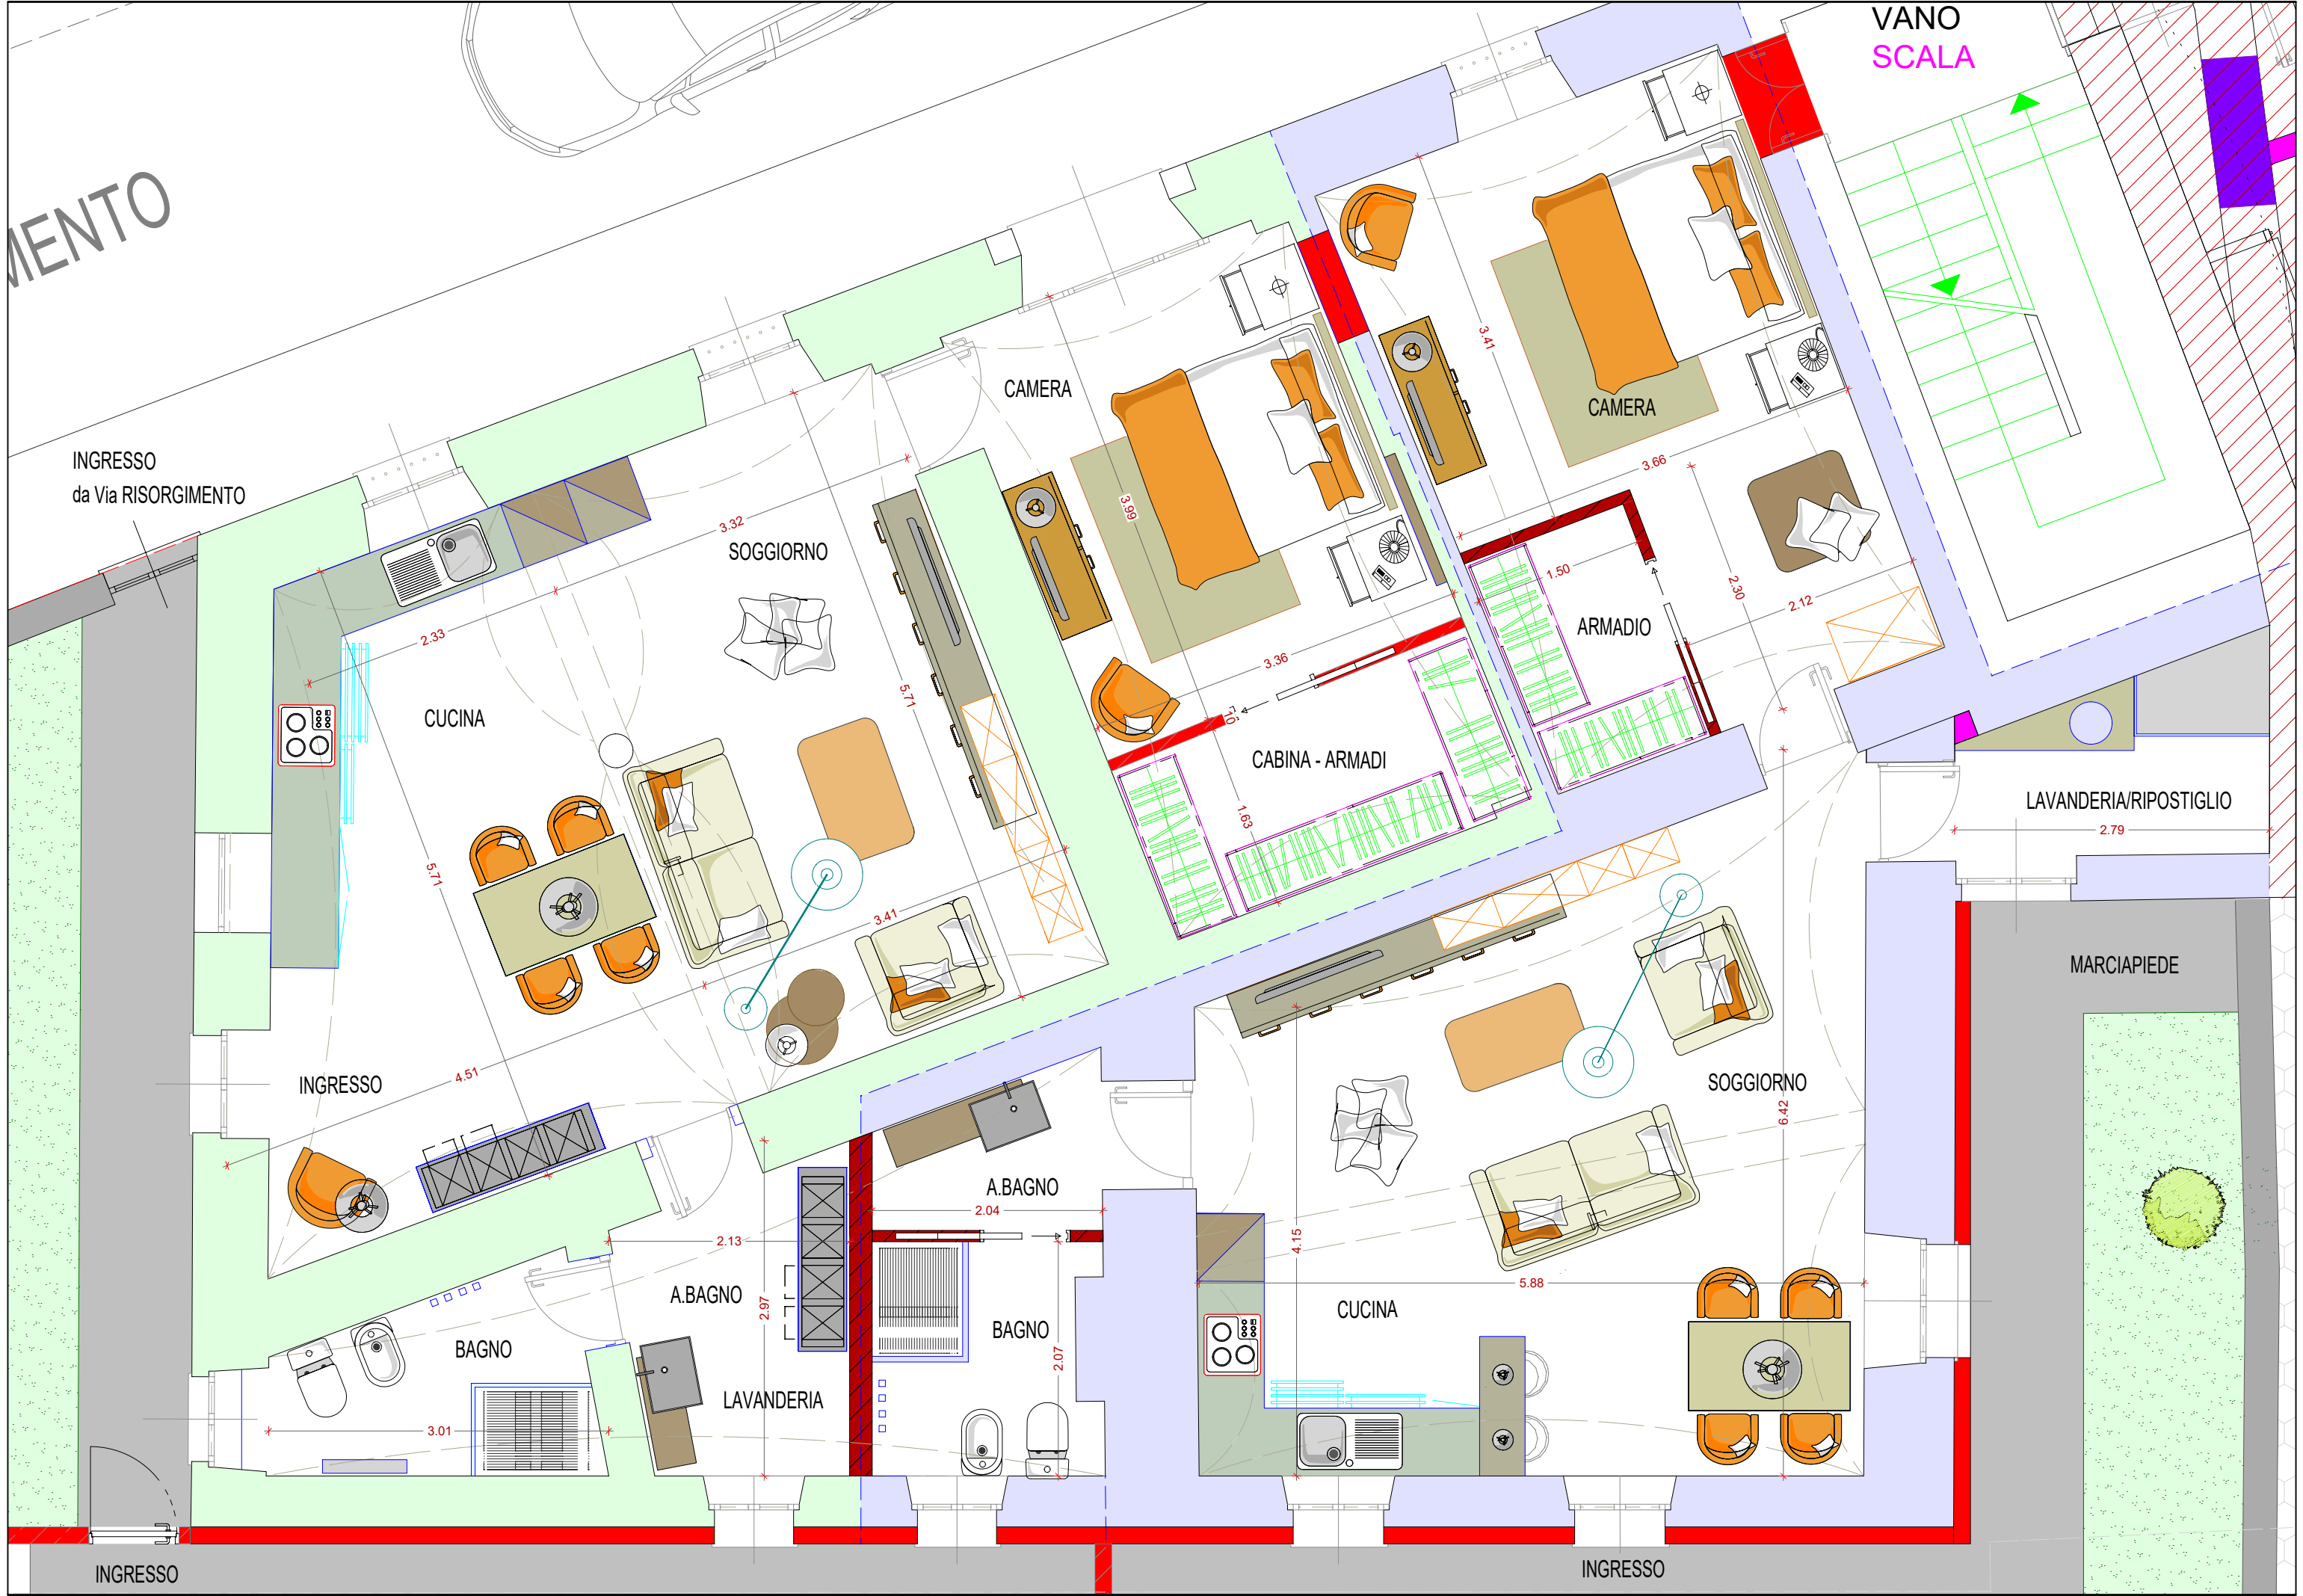 VANO
SCALA
MENTO
INGRESSO
da Via RISORGIMENTO
CAMERA
CAMERA
3.41
3.66
3.99
3.32
SOGGIORNO
2.33
1.50
2.30
2.12
ARMADIO
3.36
10
5.71
CUCINA
CABINA - ARMADI
1.63
LAVANDERIA/RIPOSTIGLIO
2.79
5.71
3.41
MARCIAPIEDE
4.51
INGRESSO
SOGGIORNO
6.42
A.BAGNO
2.04
2.13
4.15
5.88
A.BAGNO
2.97
CUCINA
BAGNO
BAGNO
2.07
LAVANDERIA
3.01
INGRESSO
INGRESSO